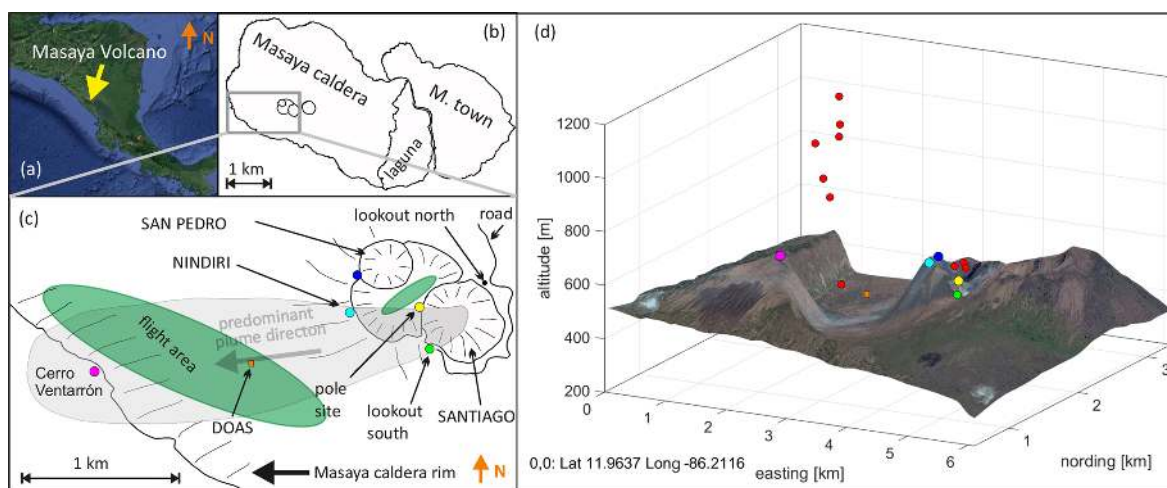 (a)
Masaya Volcano
N
(b)
Masaya caldera
M. town
laguna
1 km
(c)
SAN PEDRO
lookout north
road
NINDIRI
flight area
predominant
plume directon
Cerro
Ventarrón
DOAS
pole
site
lookout
south
SANTIAGO
1 km
Masaya caldera rim
N
(d)
altitude [m]
1200
1000
800
600
400
200
0
1
2
3
4
5
6
easting [km]
1
2
3
nording [km]
0,0: Lat 11.9637 Long -86.2116